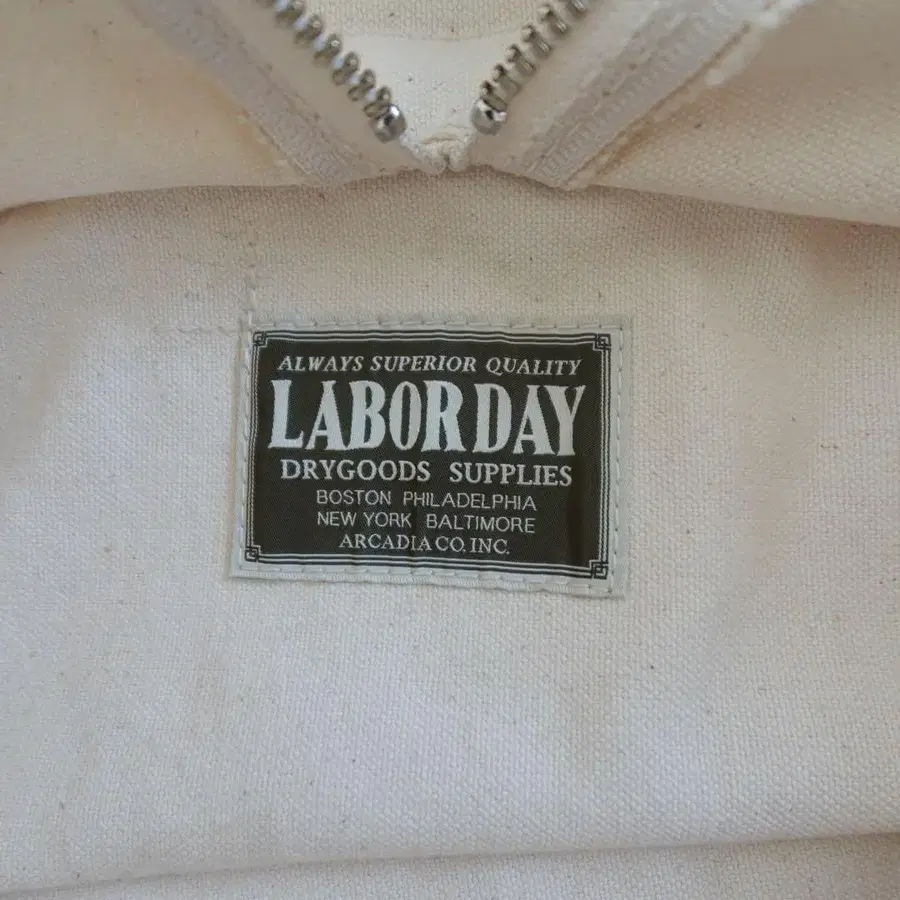 ALWAYS SUPERIOR QUALITY
LABOR DAY
DRYGOODS SUPPLIES
BOSTON PHILADELPHIA
NEW YORK BALTIMORE
ARCADIA CO, INC.